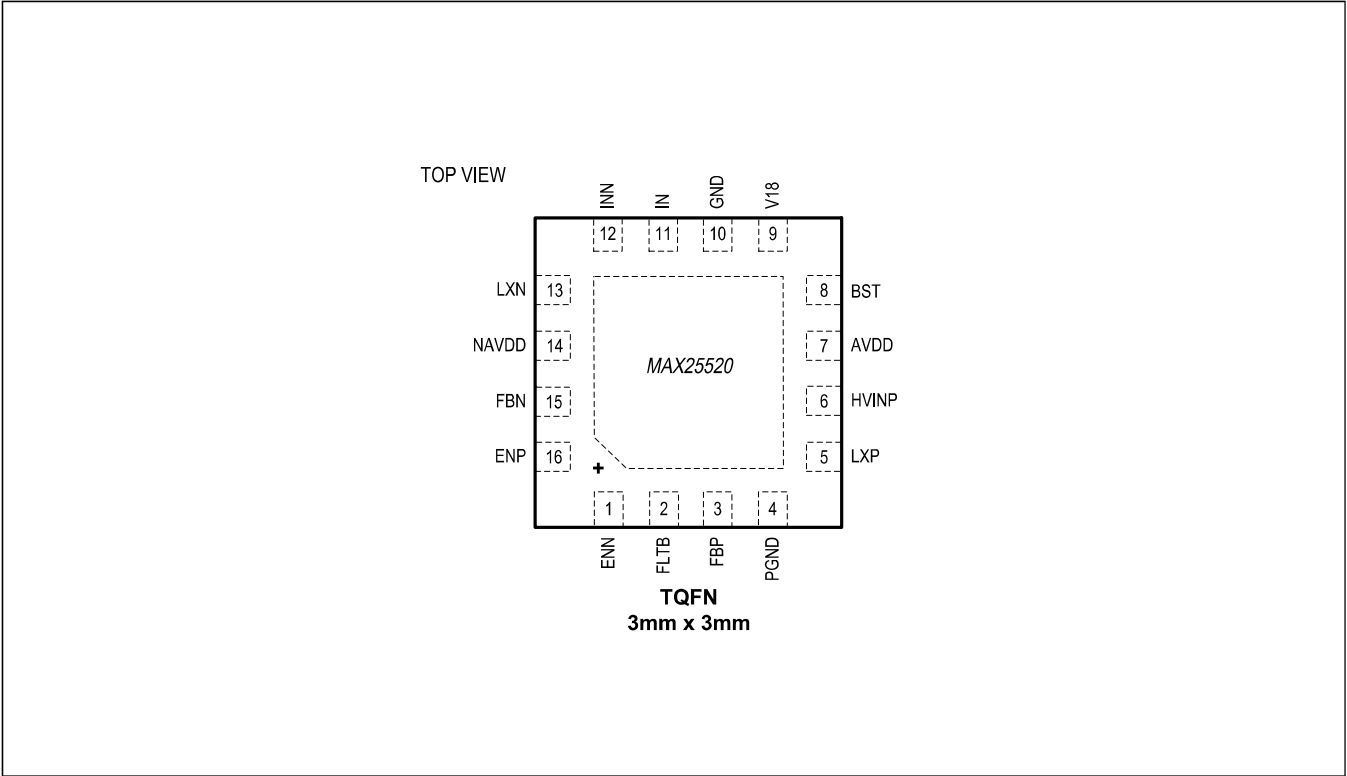 TOP VIEW
INN IN GND V18
12 11 10 9
LXN 13 8 BST
NAVDD 14 7 AVDD
MAX25520
FBN 15 6 HVINP
ENP 16 5 LXP
+
1 2 3 4
ENN FLTB FBP PGND
TQFN
3mm x 3mm